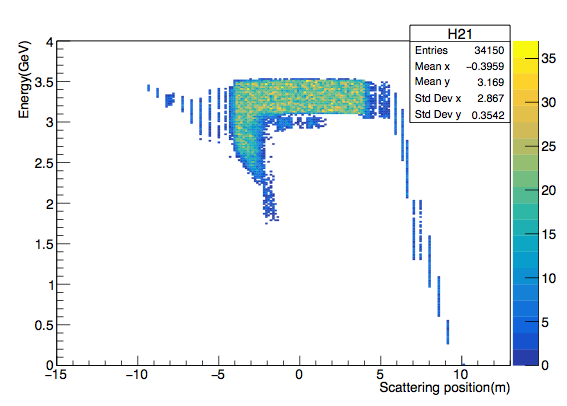 H21
Entries 34150
Mean x −0.3959
Mean y 3.169
Std Dev x 2.867
Std Dev y 0.3542
Energy(GeV)
4
3.5
3
2.5
2
1.5
1
0.5
0
−15 −10 −5 0 5 10
Scattering position(m)
35
30
25
20
15
10
5
0